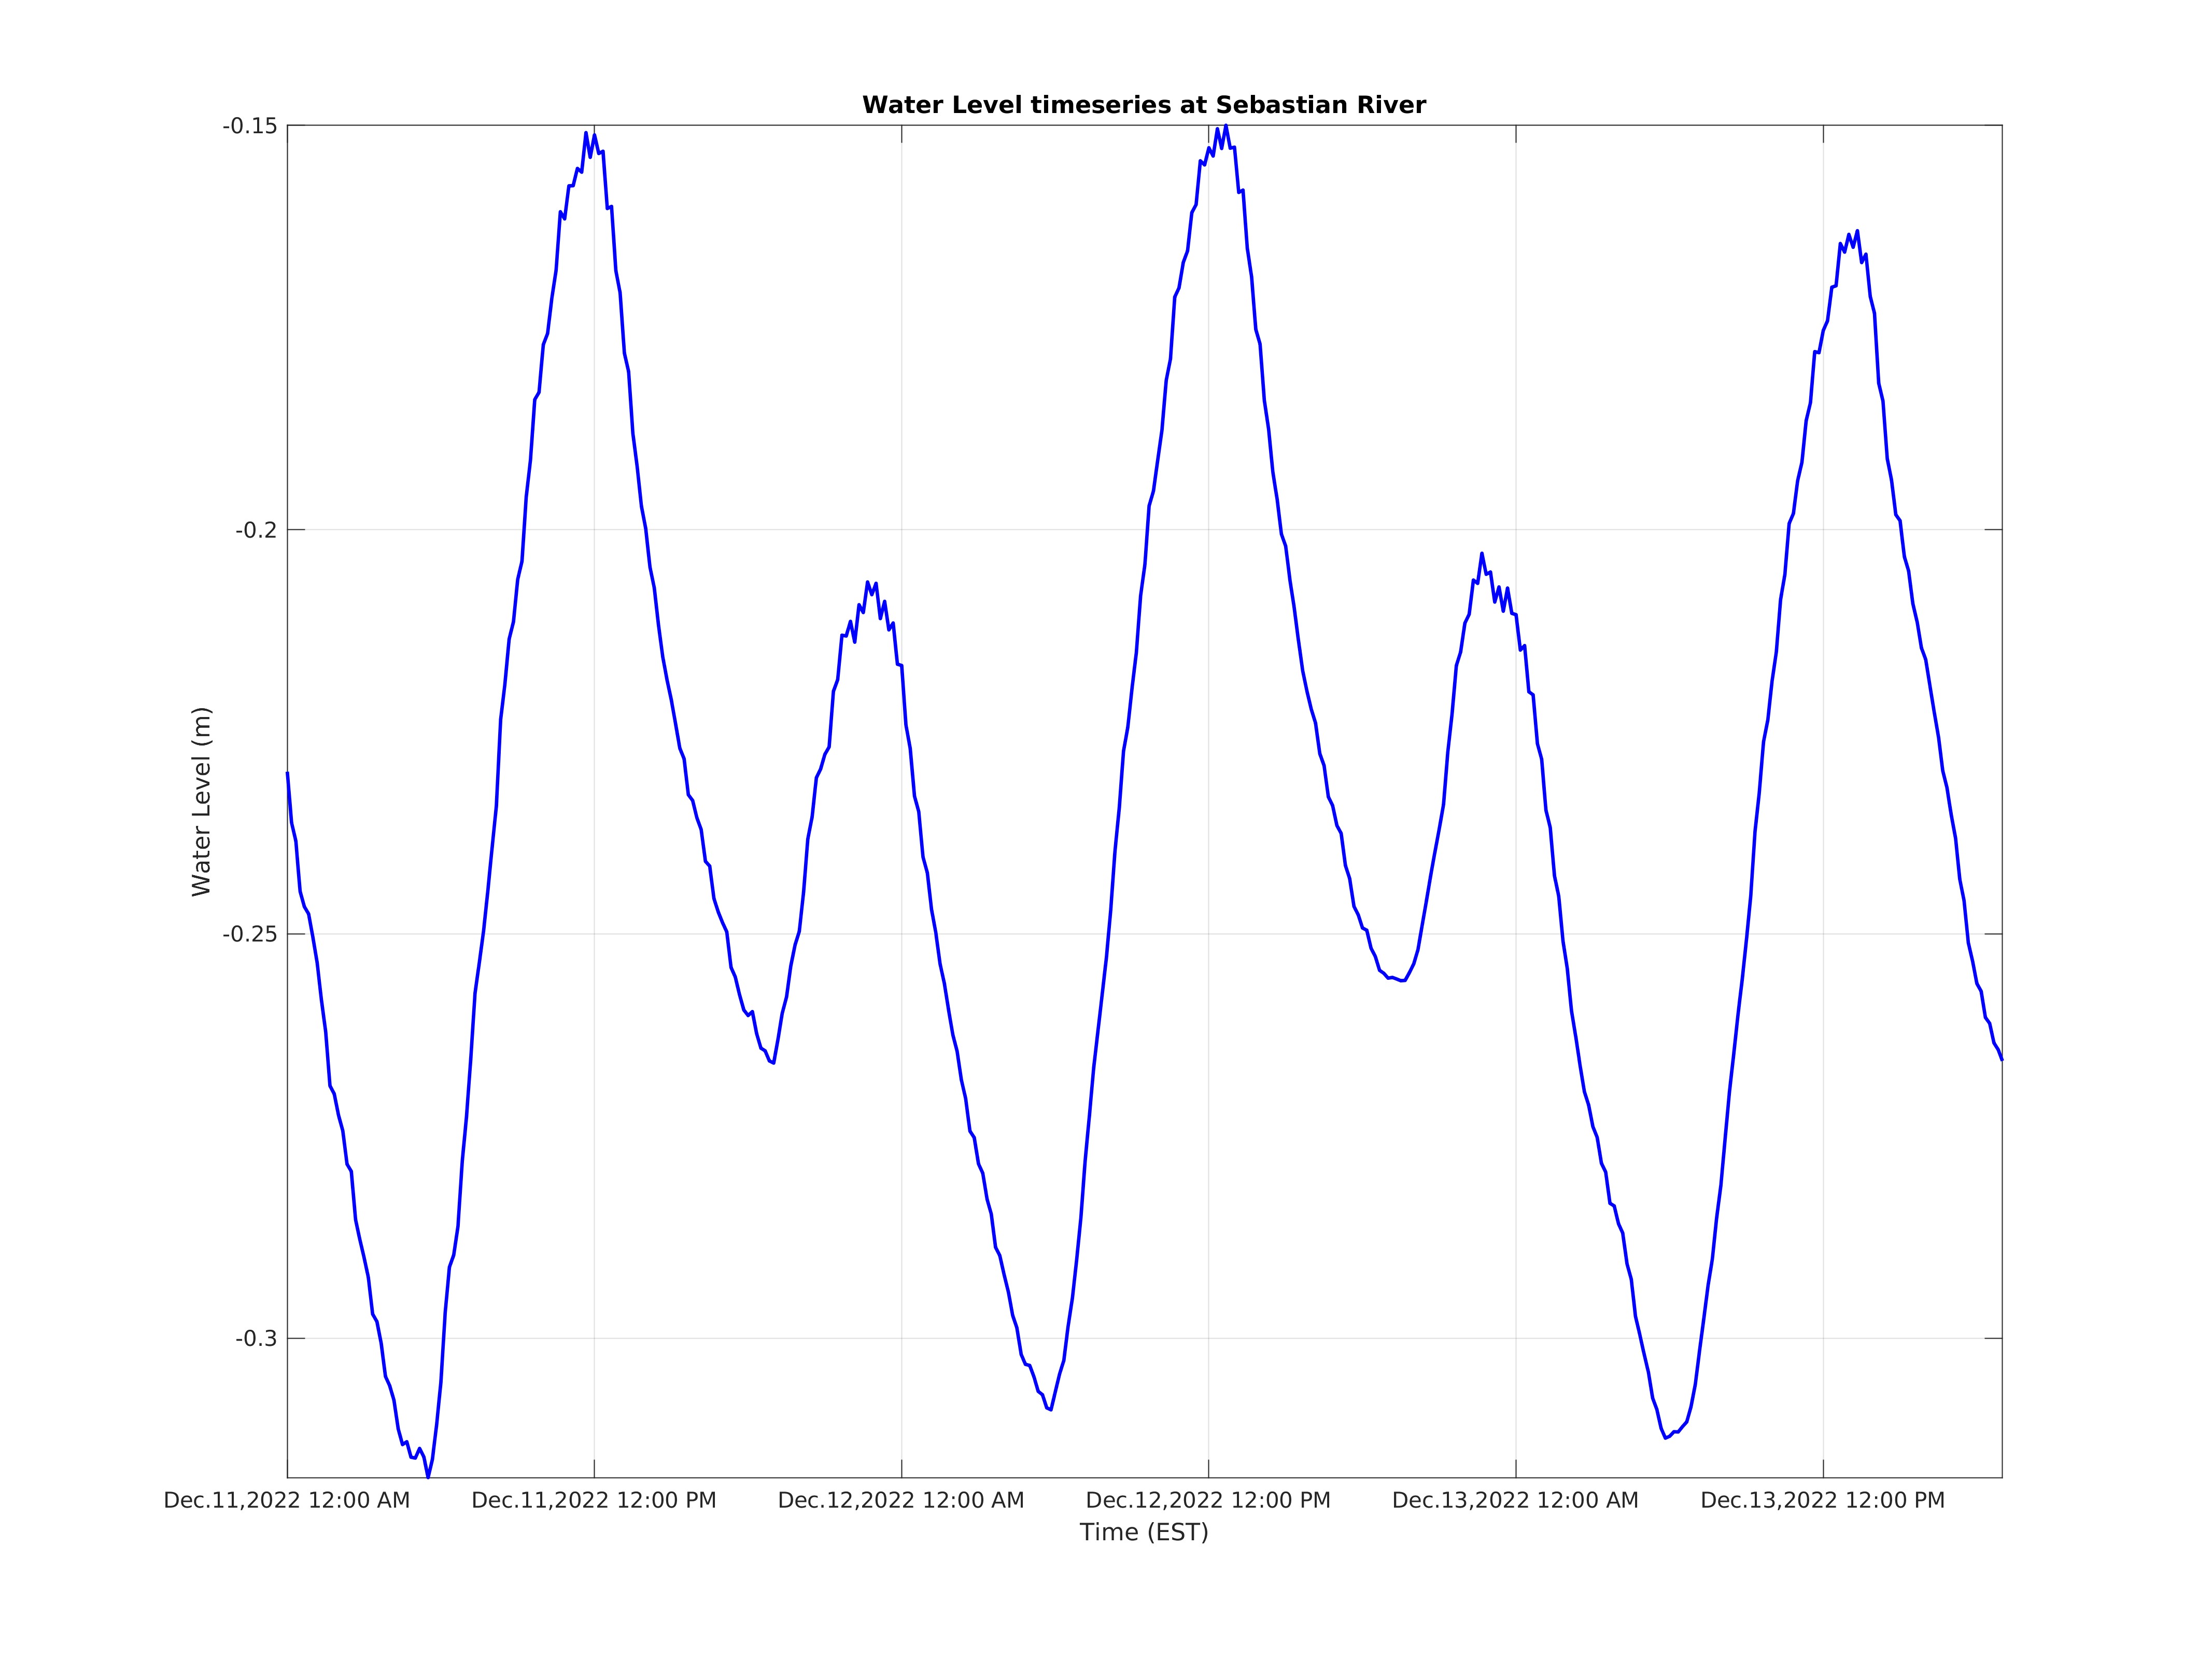 Water Level timeseries at Sebastian River
-0.15
-0.2
-0.25
-0.3
Water Level (m)
Dec.11,2022 12:00 AM Dec.11,2022 12:00 PM Dec.12,2022 12:00 AM Dec.12,2022 12:00 PM Dec.13,2022 12:00 AM Dec.13,2022 12:00 PM
Time (EST)